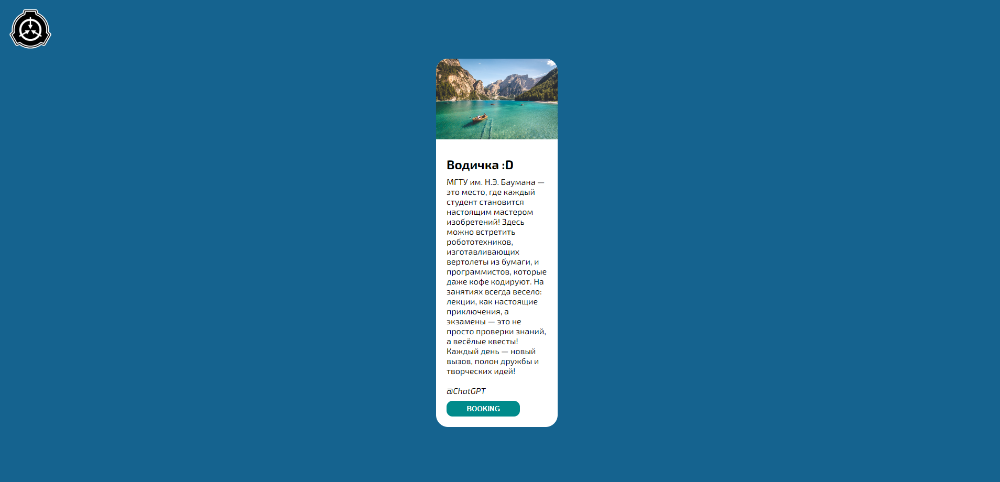 Водичка :D
МГТУ им. Н.Э. Баумана —
это место, где каждый
студент становится
настоящим мастером
изобретений! Здесь
можно встретить
робототехников,
изготавливающих
вертолеты из бумаги, и
программистов, которые
даже кофе кодируют. На
занятиях всегда весело:
лекции, как настоящие
приключения, а
экзамены — это не
просто проверки знаний,
а весёлые квесты!
Каждый день — новый
вызов, полон дружбы и
творческих идей!
@ChatGPT
BOOKING